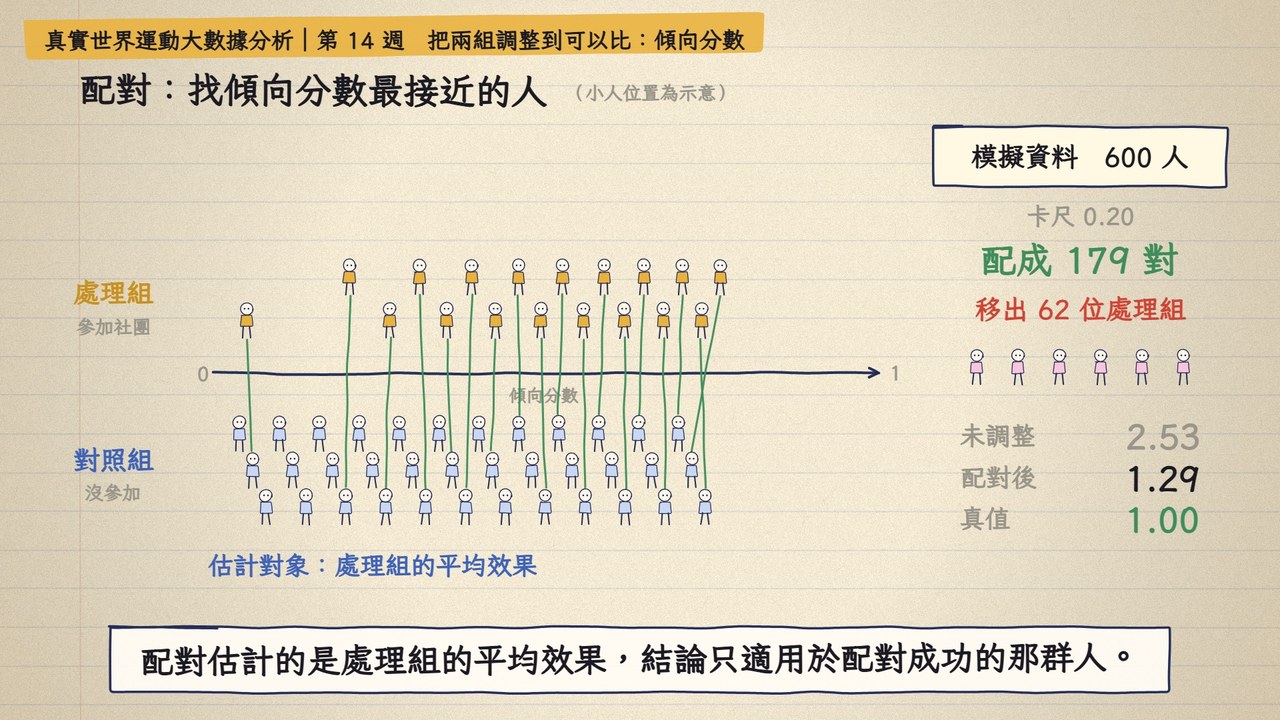 真實世界運動大數據分析｜第 14 週　把兩組調整到可以比：傾向分數
配對：找傾向分數最接近的人 （小人位置為示意）
模擬資料　600 人
卡尺 0.20
配成 179 對
移出 62 位處理組
處理組
參加社團
0
1
傾向分數
對照組
沒參加
未調整 2.53
配對後 1.29
真值 1.00
估計對象：處理組的平均效果
配對估計的是處理組的平均效果，結論只適用於配對成功的那群人。